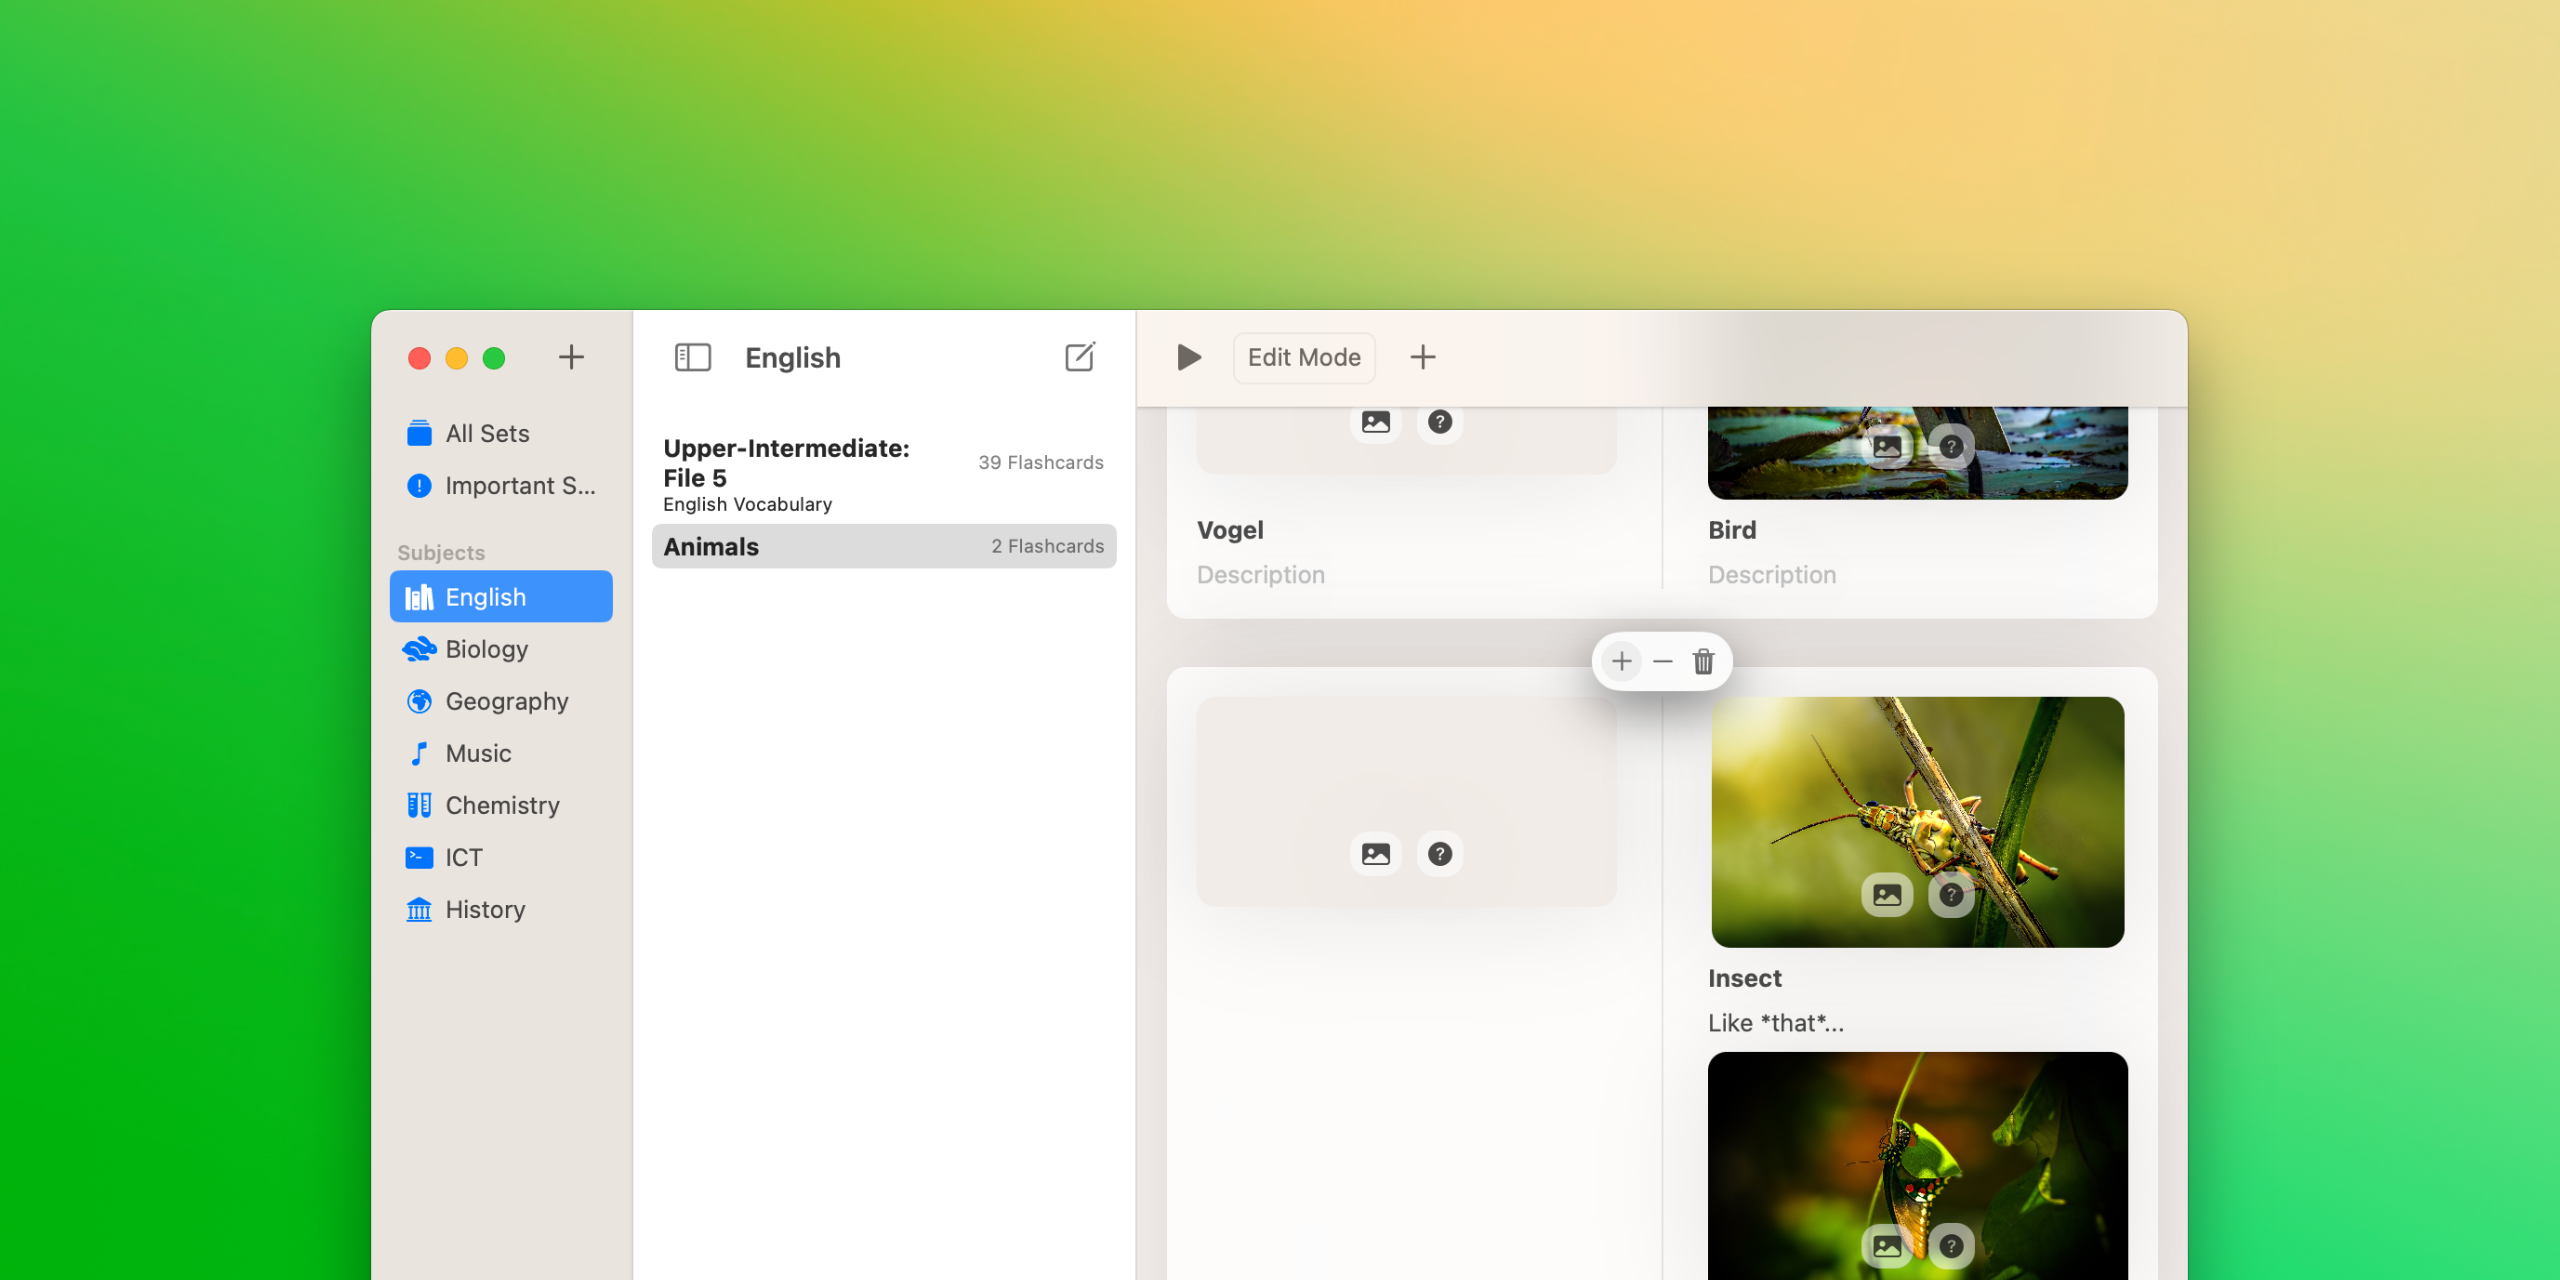 All Sets
Important S...
Subjects
English
Biology
Geography
Music
Chemistry
ICT
History
English
Upper-Intermediate:
File 5
English Vocabulary
39 Flashcards
Animals
2 Flashcards
Edit Mode
Vogel
Description
Bird
Description
Insect
Like *that*...